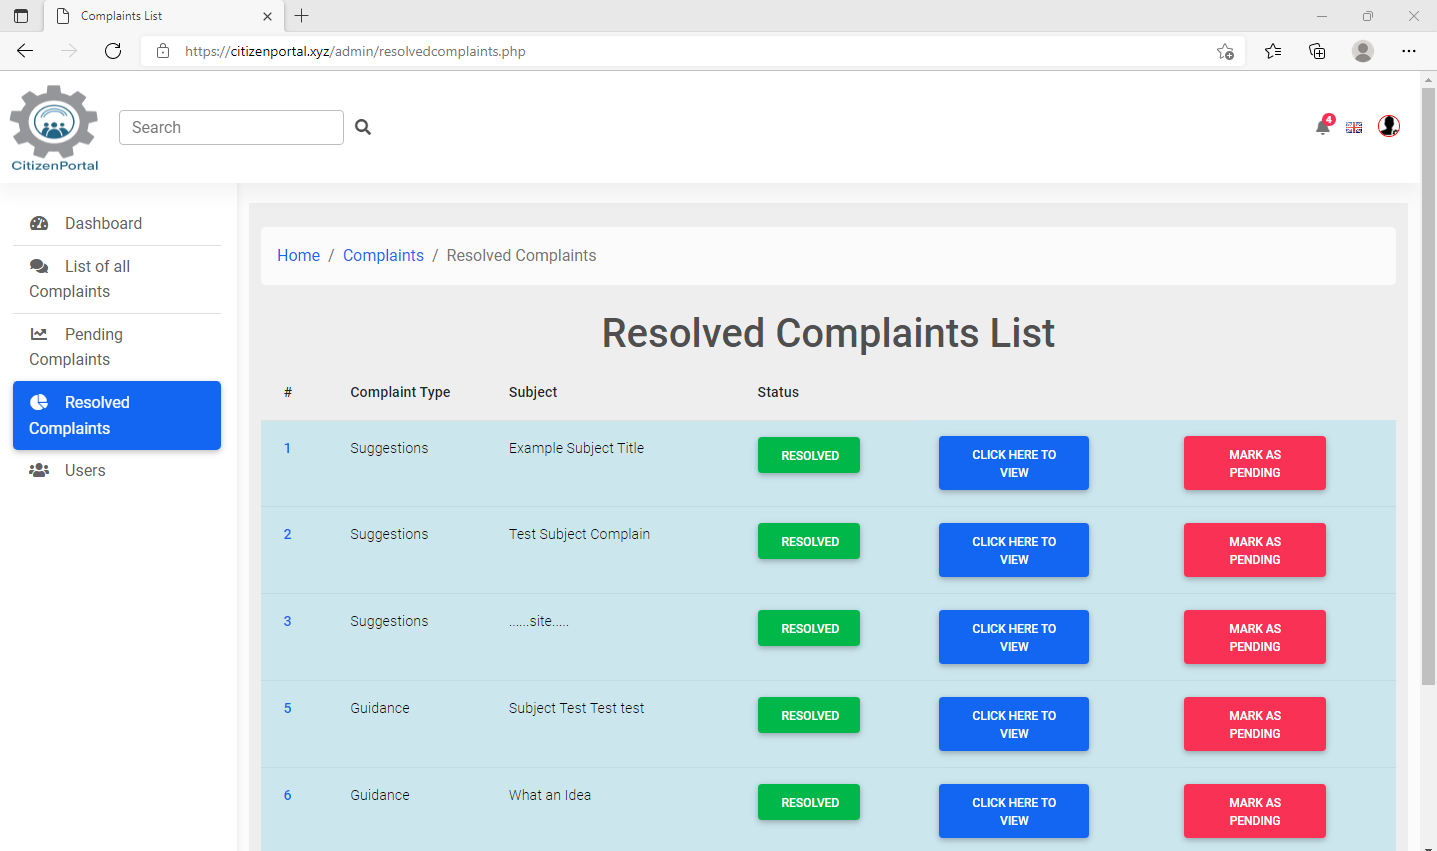 Complaints List
https://citizenportal.xyz/admin/resolvedcomplaints.php
CitizenPortal
Search
4
Dashboard
List of all
Complaints
Pending
Complaints
Resolved
Complaints
Users
Home / Complaints / Resolved Complaints
Resolved Complaints List
# Complaint Type Subject Status
1 Suggestions Example Subject Title RESOLVED CLICK HERE TO VIEW MARK AS PENDING
2 Suggestions Test Subject Complain RESOLVED CLICK HERE TO VIEW MARK AS PENDING
3 Suggestions ......site..... RESOLVED CLICK HERE TO VIEW MARK AS PENDING
5 Guidance Subject Test Test test RESOLVED CLICK HERE TO VIEW MARK AS PENDING
6 Guidance What an Idea RESOLVED CLICK HERE TO VIEW MARK AS PENDING